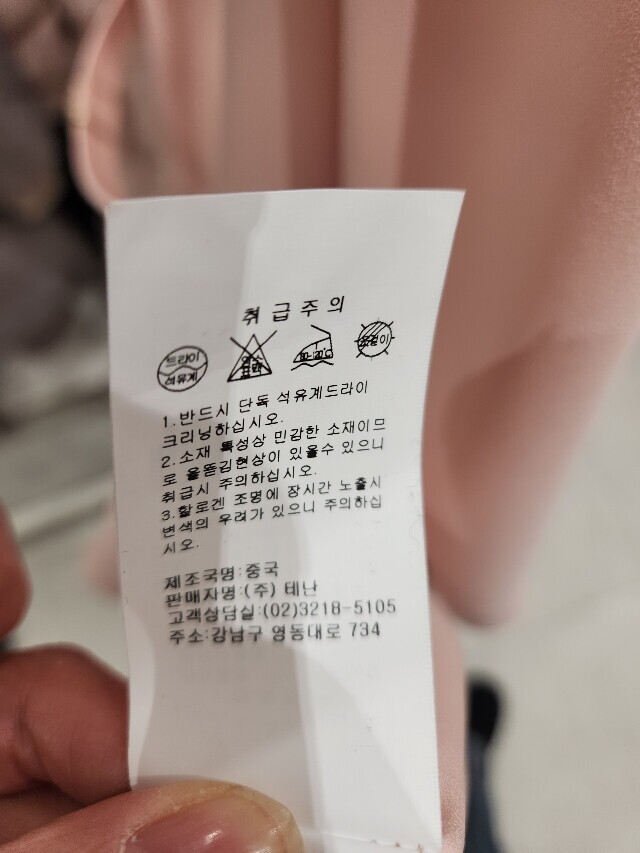 취급주의
드라이
석유계
염소
표백
옷걸이
1.반드시 단독 석유계드라이
크리닝하십시오.
2.소재 특성상 민감한 소재이므
로 올뜯김현상이 있을수 있으니
취급시 주의하십시오.
3.할로겐 조명에 장시간 노출시
변색의 우려가 있으니 주의하십
시오.
제조국명:중국
판매자명:(주) 테난
고객상담실:(02)3218-5105
주소:강남구 영동대로 734